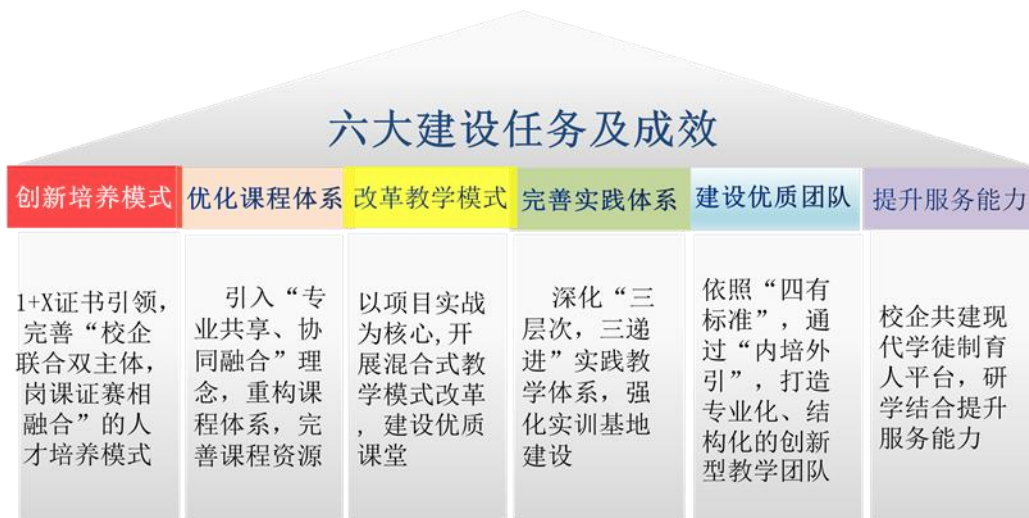 六大建设任务及成效
创新培养模式
优化课程体系
改革教学模式
完善实践体系
建设优质团队
提升服务能力
1+X证书引领,
完善“校企
联合双主体,
岗课证赛相
融合”的人
才培养模式
引入“专
业共享、协
同融合”理
念，重构课
程体系，完
善课程资源
以项目实战
为核心,开
展混合式教
学模式改革
，建设优质
课堂
深化“三
层次，三递
进”实践教
学体系，强
化实训基地
建设
依照“四有
标准”，通
过“内培外
引”，打造
专业化、结
构化的创新
型教学团队
校企共建现
代学徒制育
人平台，研
学结合提升
服务能力